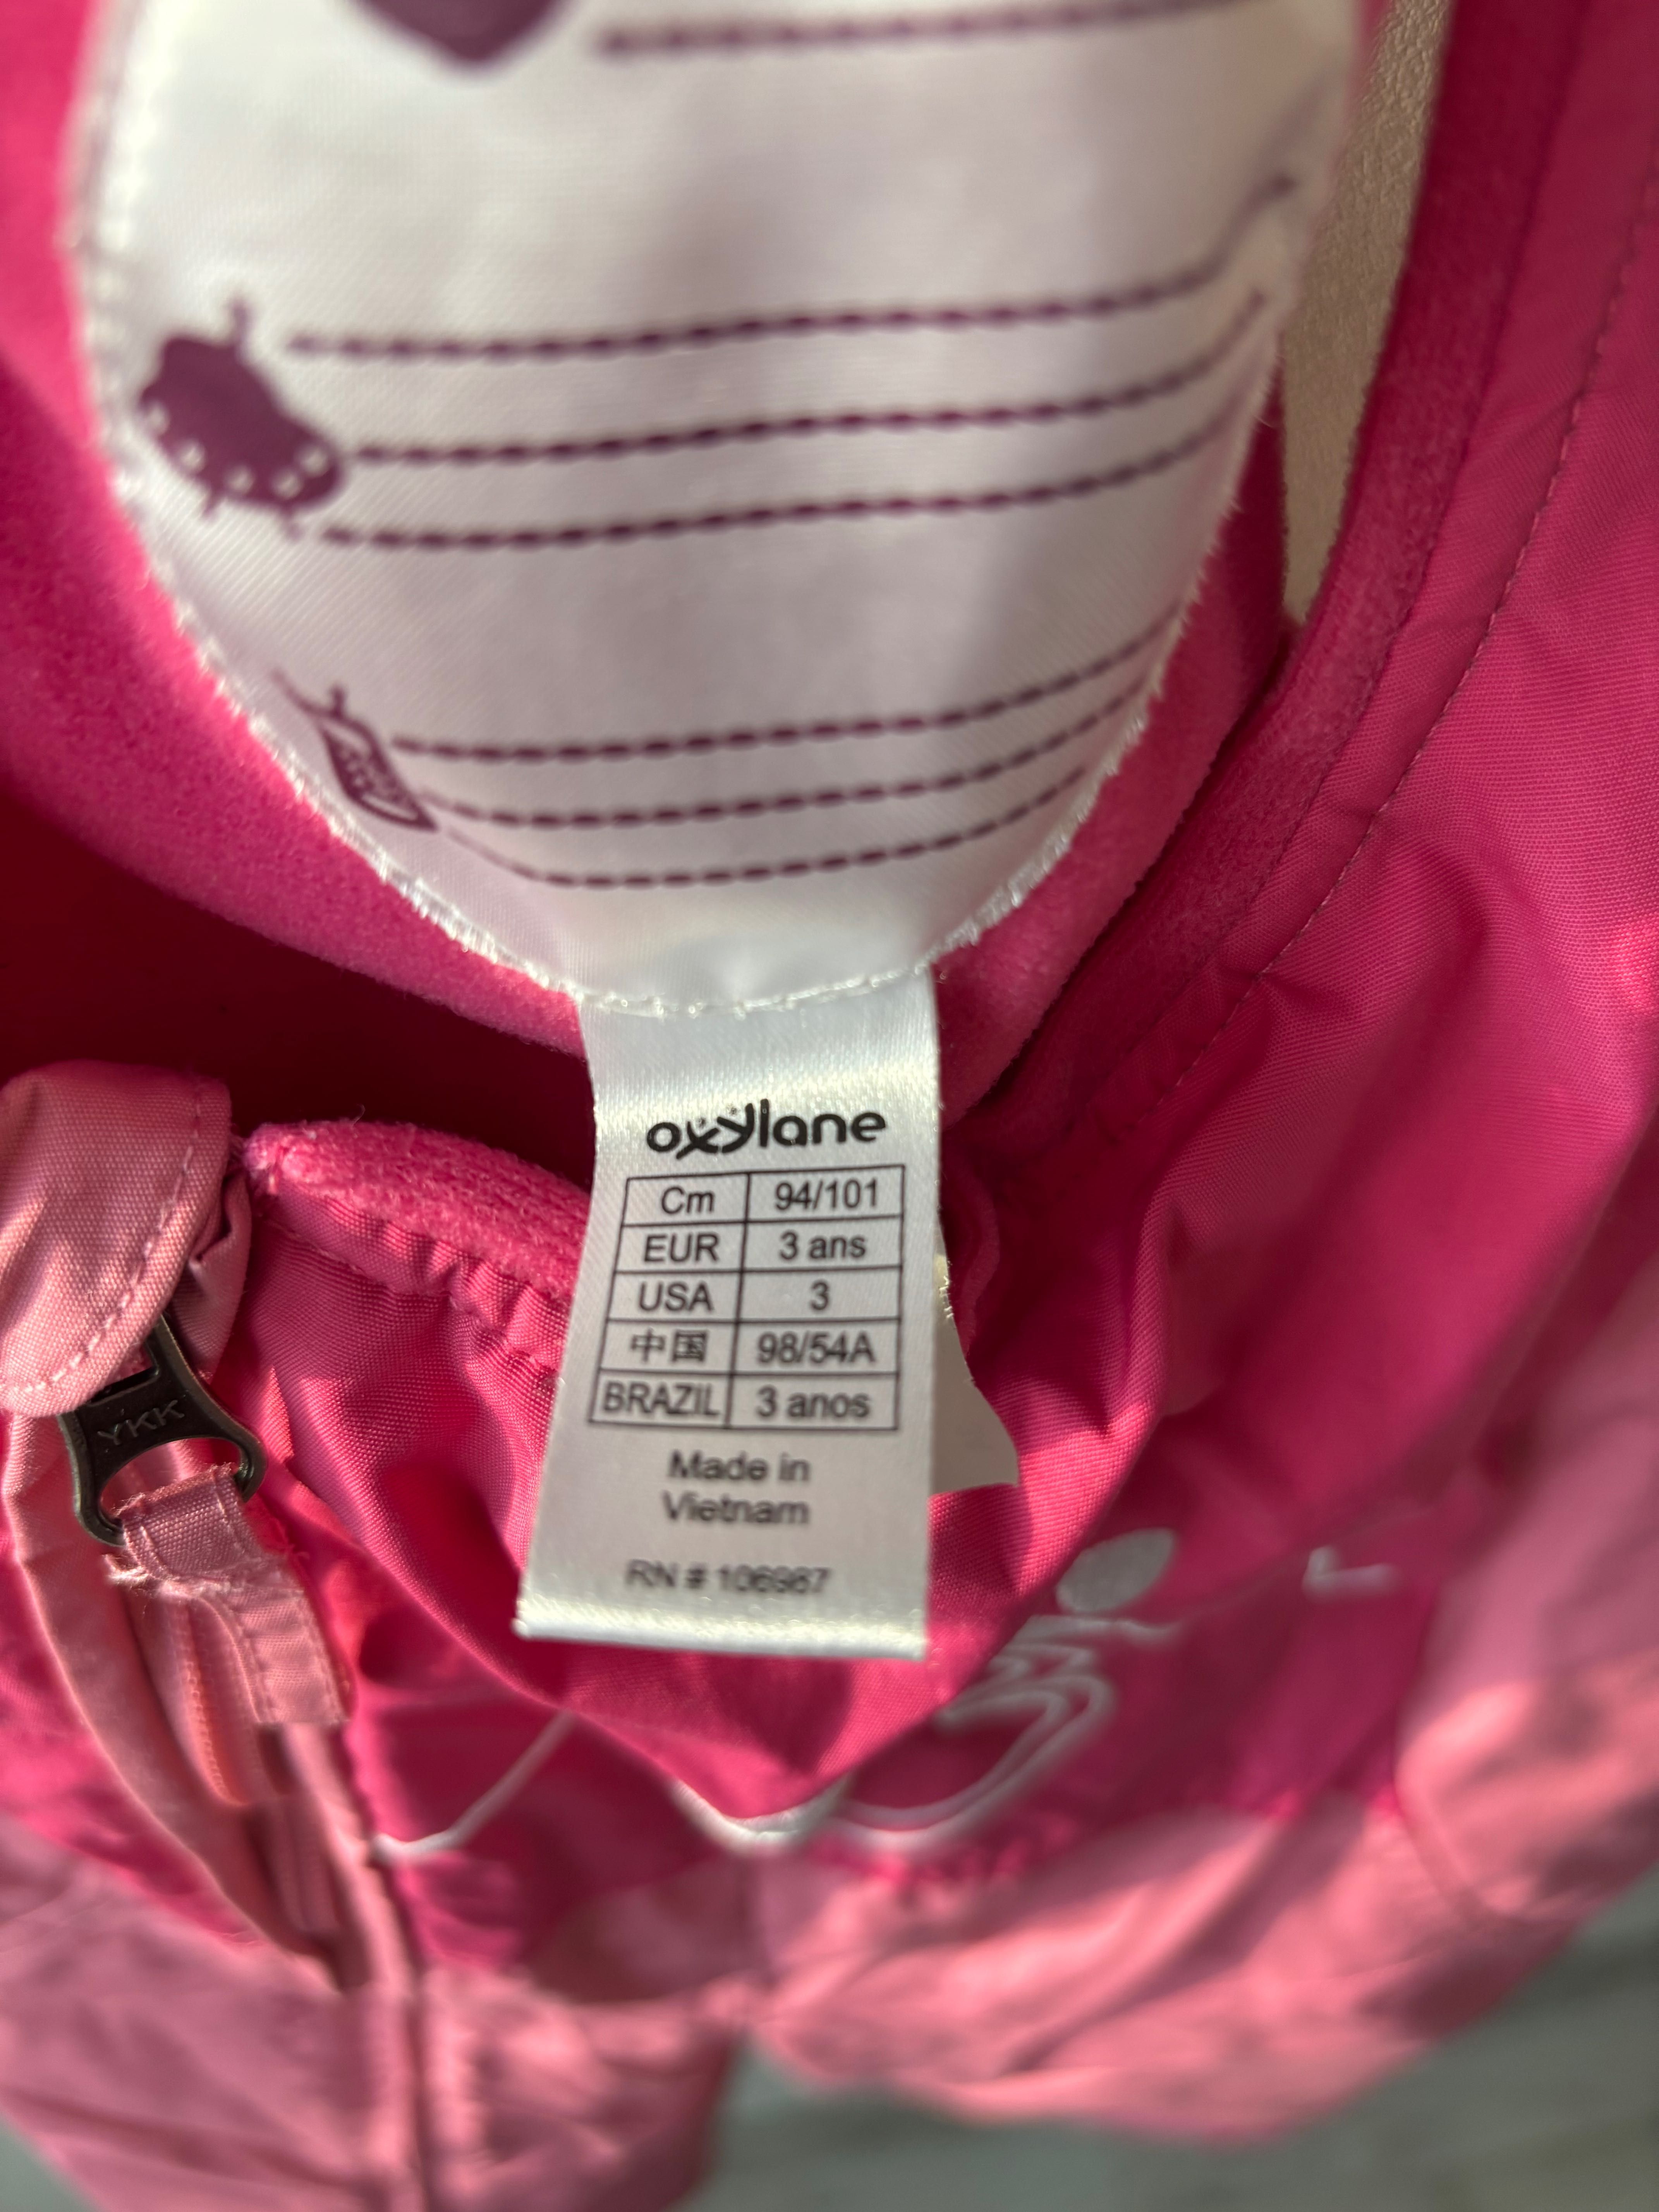 oxylane
Cm 94/101
EUR 3 ans
USA 3
中国 98/54A
BRAZIL 3 anos
Made in
Vietnam
RN # 106987
YKK